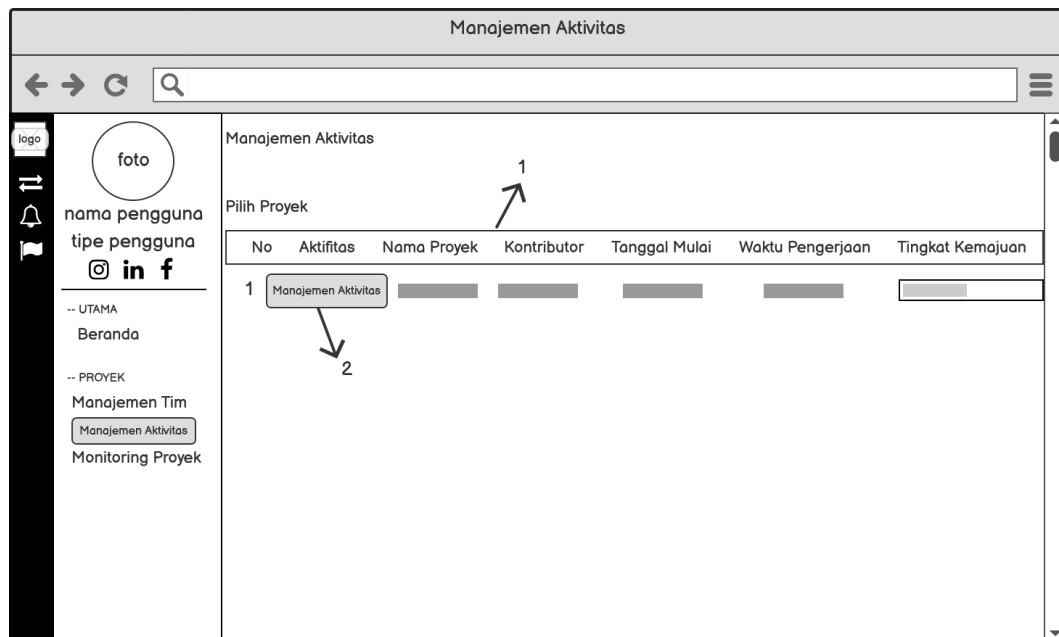 Manajemen Aktivitas
logo
foto
nama pengguna
tipe pengguna
in f
-- UTAMA
Beranda
-- PROYEK
Manajemen Tim
Manajemen Aktivitas
Monitoring Proyek
Manajemen Aktivitas
1
Pilih Proyek
No Aktifitas Nama Proyek Kontributor Tanggal Mulai Waktu Pengerjaan Tingkat Kemajuan
1 Manajemen Aktivitas
2